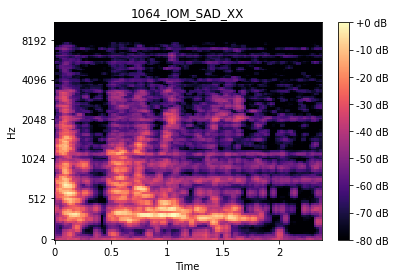 1064_IOM_SAD_XX
8192
4096
2048
1024
512
0
Hz
0
0.5
1
1.5
2
Time
+0 dB
-10 dB
-20 dB
-30 dB
-40 dB
-50 dB
-60 dB
-70 dB
-80 dB